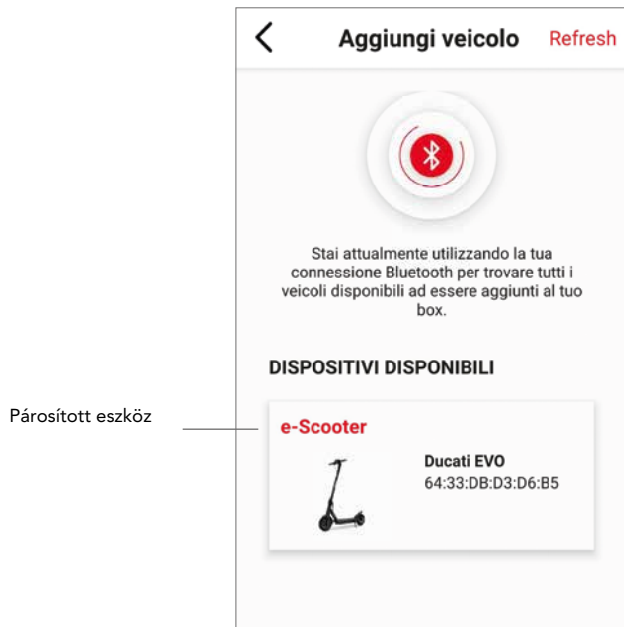 Aggiungi veicolo Refresh
Stai attualmente utilizzando la tua
connessione Bluetooth per trovare tutti i
veicoli disponibili ad essere aggiunti al tuo
box.
DISPOSITIVI DISPONIBILI
Párosított eszköz
e-Scooter
Ducati EVO
64:33:DB:D3:D6:B5